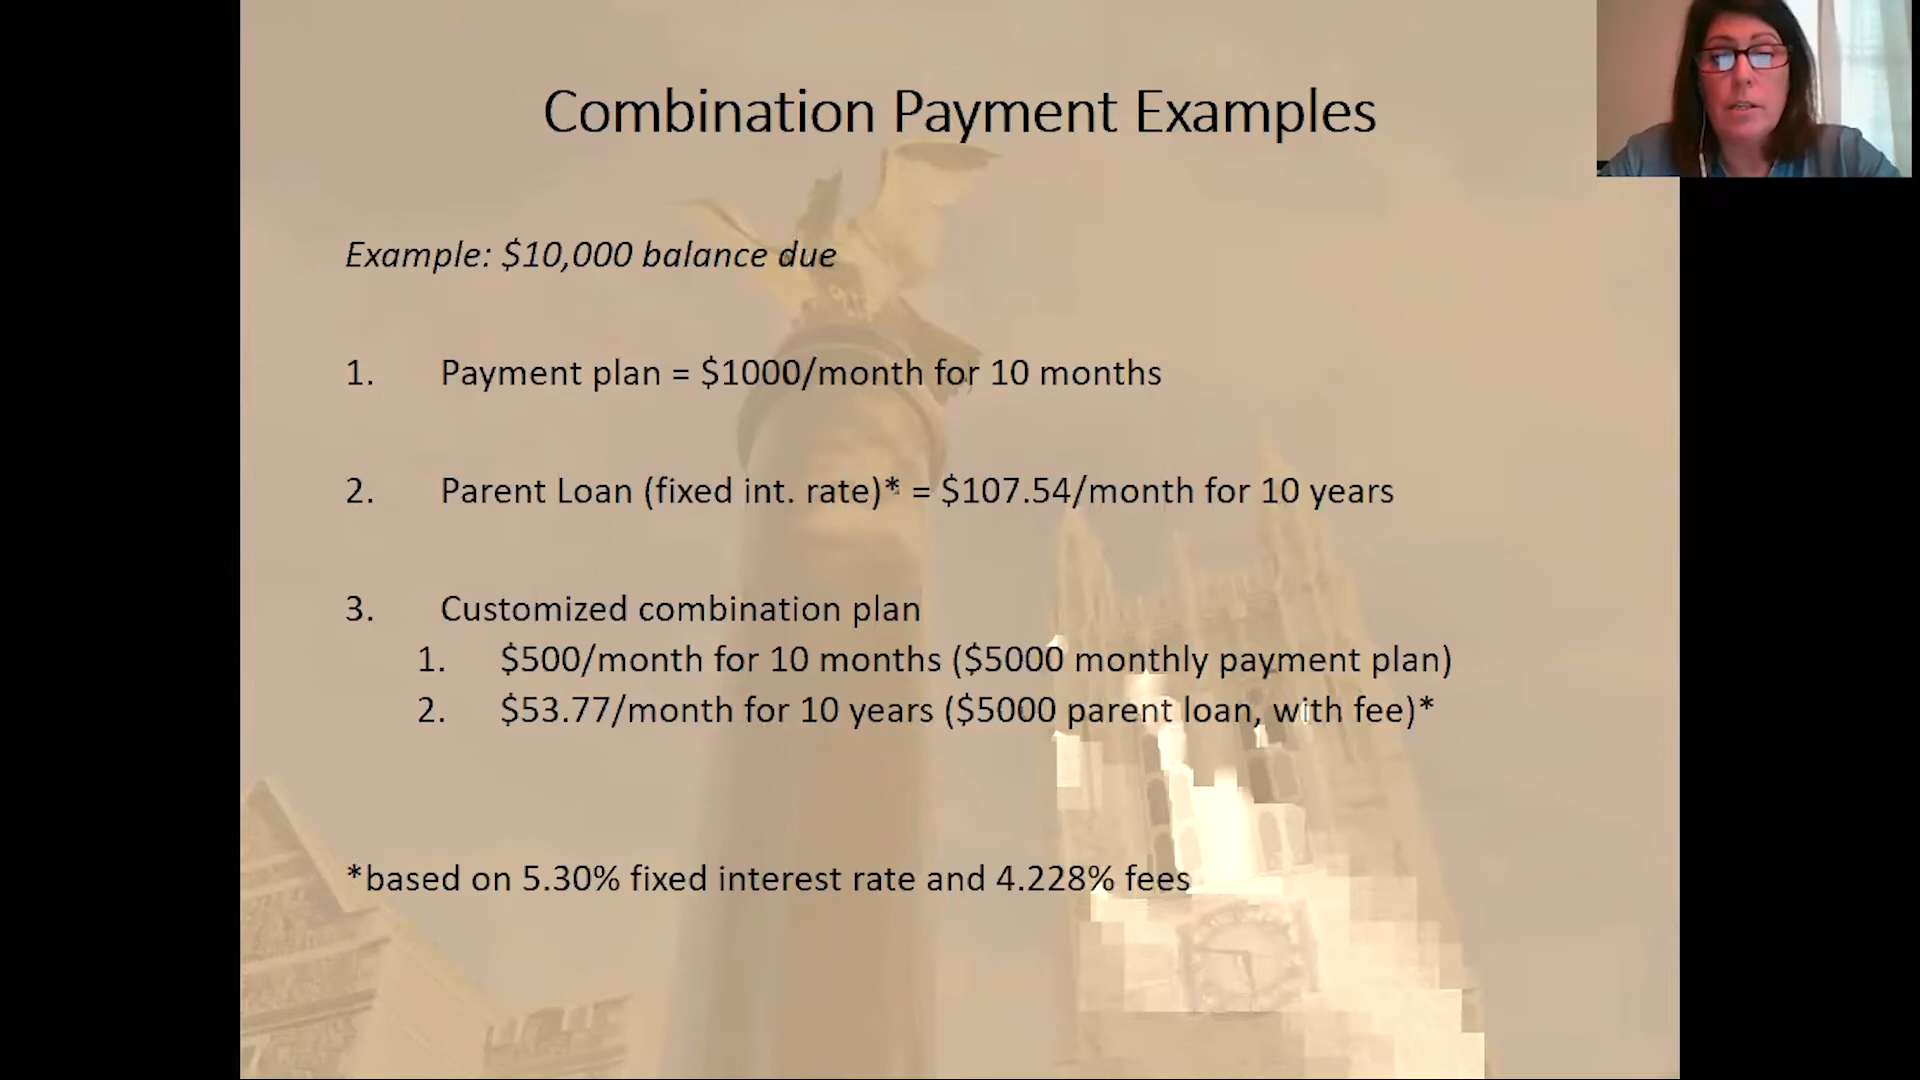 Combination Payment Examples
Example: $10,000 balance due
1. Payment plan = $1000/month for 10 months
2. Parent Loan (fixed int. rate)* = $107.54/month for 10 years
3. Customized combination plan
1. $500/month for 10 months ($5000 monthly payment plan)
2. $53.77/month for 10 years ($5000 parent loan, with fee)*
*based on 5.30% fixed interest rate and 4.228% fees